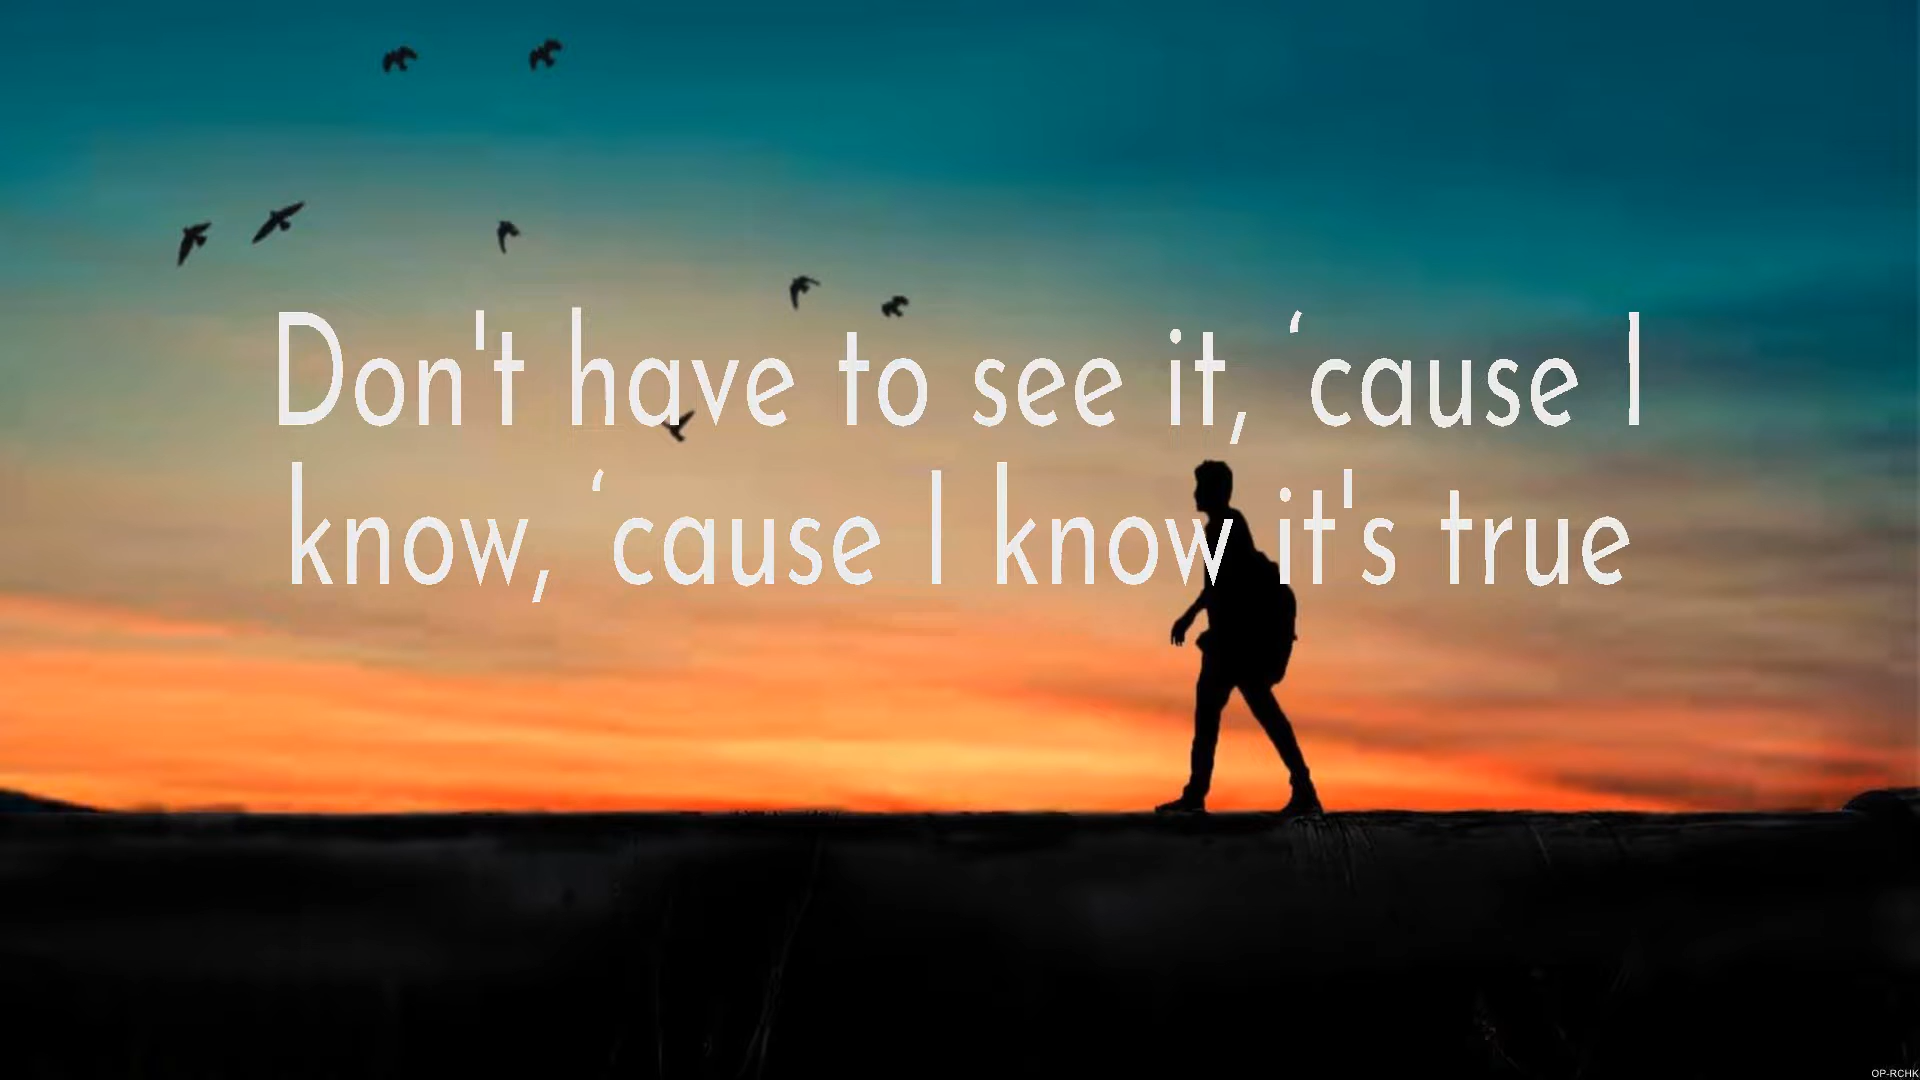 Don't have to see it, ‘cause I
know, ‘cause I know it's true
OP-RCHK